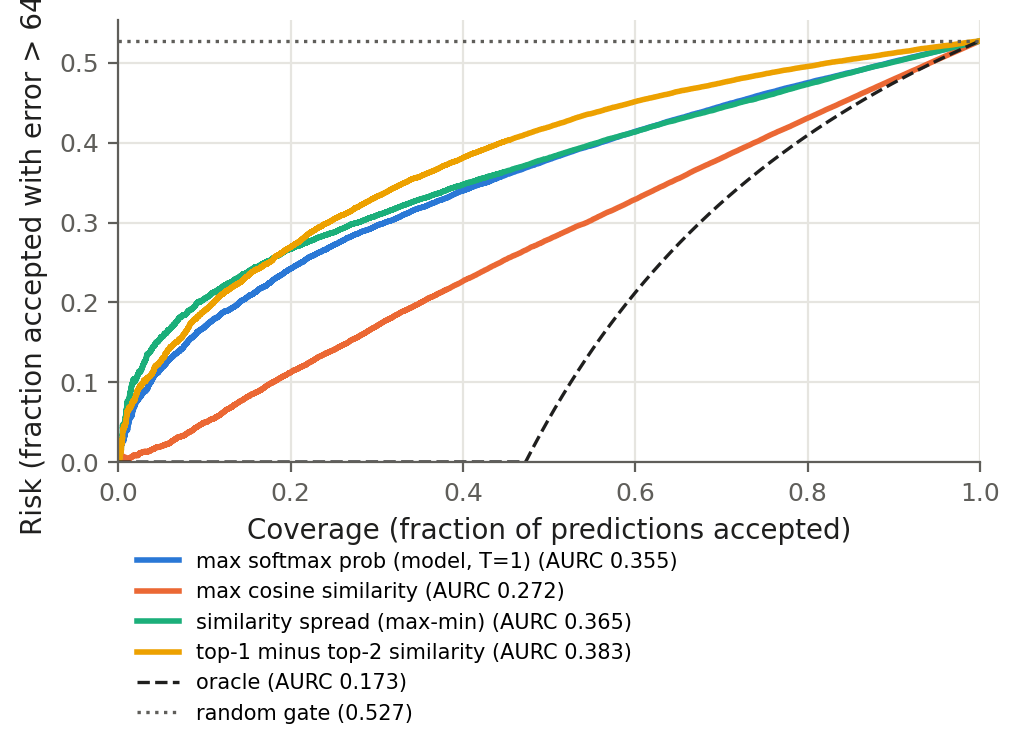 Risk (fraction accepted with error > 64
0.5
0.4
0.3
0.2
0.1
0.0
0.0 0.2 0.4 0.6 0.8 1.0
Coverage (fraction of predictions accepted)
max softmax prob (model, T=1) (AURC 0.355)
max cosine similarity (AURC 0.272)
similarity spread (max-min) (AURC 0.365)
top-1 minus top-2 similarity (AURC 0.383)
oracle (AURC 0.173)
random gate (0.527)